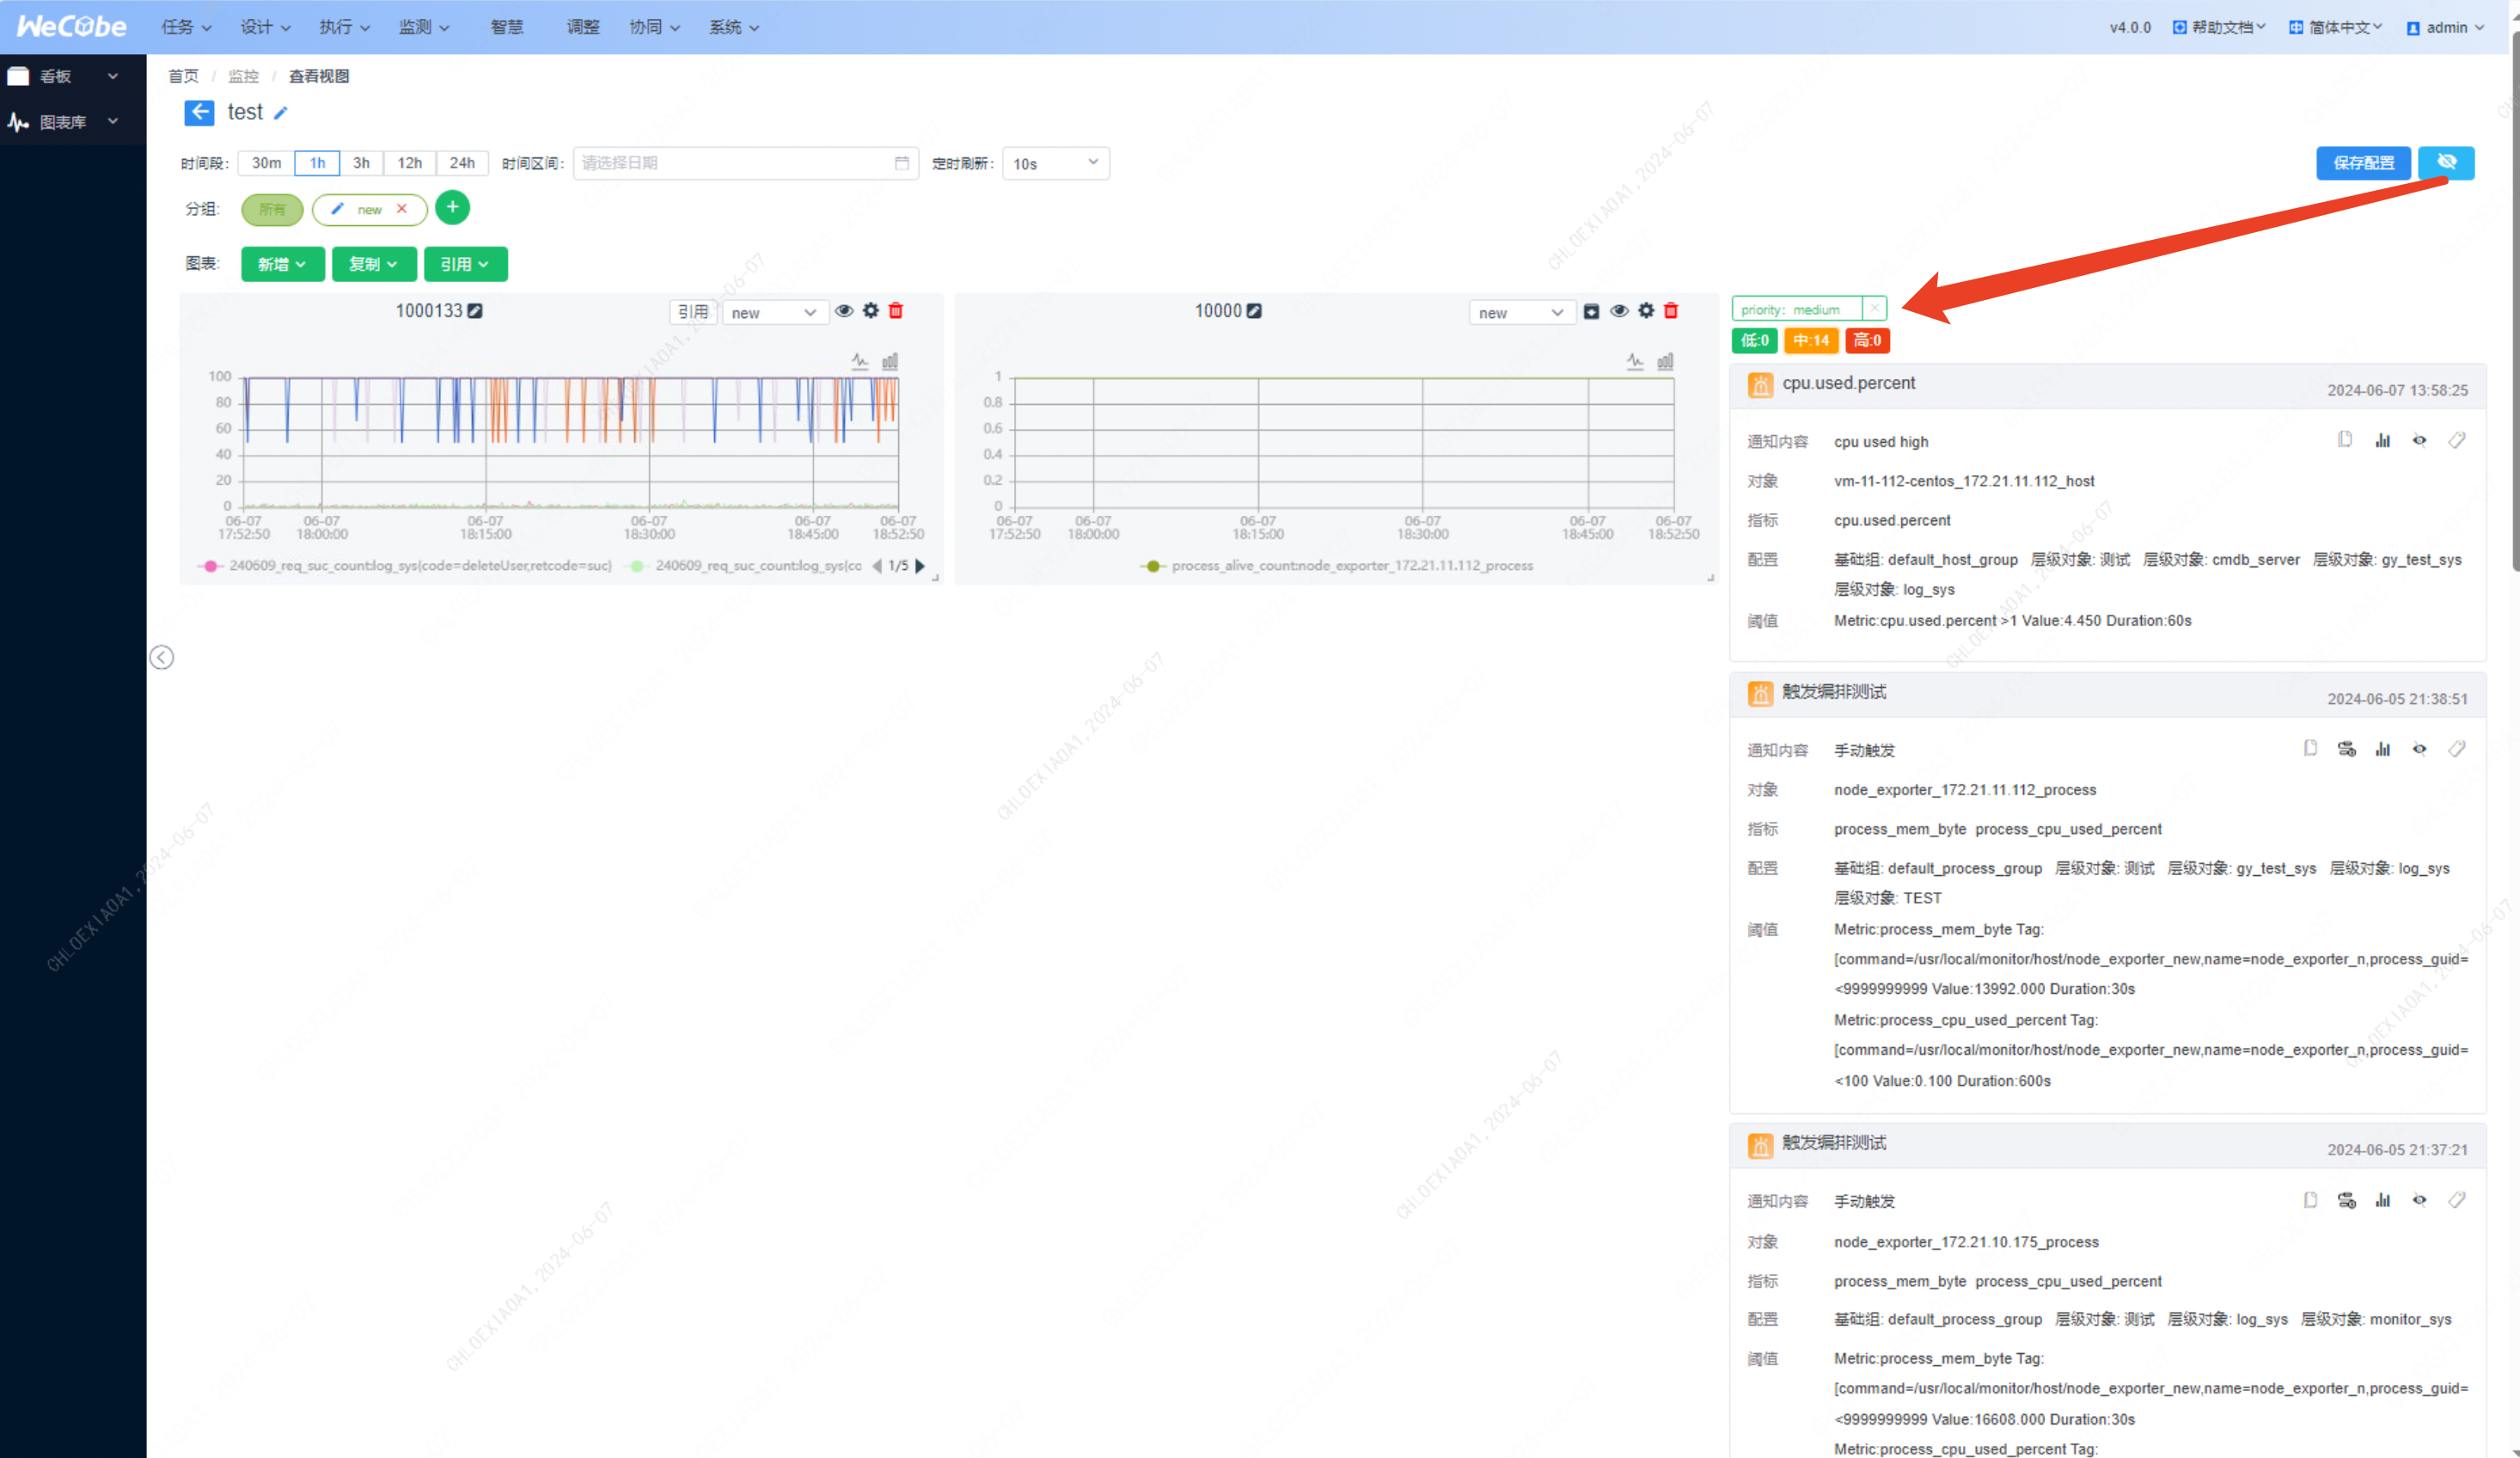 WeCube 任务 设计 执行 监测 智慧 调整 协同 系统 v4.0.0 帮助文档 简体中文 admin
看板
图表库
首页 / 监控 / 查看视图
test
时间段: 30m 1h 3h 12h 24h 时间区间: 请选择日期 定时刷新: 10s 保存配置
分组: 所有 new × +
图表: 新增 复制 引用
1000133 引用 new
100
80
60
40
20
0
06-07 06-07 06-07 06-07 06-07 06-07
17:52:50 18:00:00 18:15:00 18:30:00 18:45:00 18:52:50
240609_req_suc_count:log_sys(code=deleteUser,retcode=suc) 240609_req_suc_count:log_sys(co 1/5
10000 new
1
0.8
0.6
0.4
0.2
0
06-07 06-07 06-07 06-07 06-07 06-07
17:52:50 18:00:00 18:15:00 18:30:00 18:45:00 18:52:50
process_alive_count:node_exporter_172.21.11.112_process
priority: medium ×
低:0 中:14 高:0
cpu.used.percent 2024-06-07 13:58:25
通知内容 cpu used high
对象 vm-11-112-centos_172.21.11.112_host
指标 cpu.used.percent
配置 基础组: default_host_group 层级对象: 测试 层级对象: cmdb_server 层级对象: gy_test_sys
层级对象: log_sys
阈值 Metric:cpu.used.percent >1 Value:4.450 Duration:60s
触发编排测试 2024-06-05 21:38:51
通知内容 手动触发
对象 node_exporter_172.21.11.112_process
指标 process_mem_byte process_cpu_used_percent
配置 基础组: default_process_group 层级对象: 测试 层级对象: gy_test_sys 层级对象: log_sys
层级对象: TEST
阈值 Metric:process_mem_byte Tag:
[command=/usr/local/monitor/host/node_exporter_new,name=node_exporter_n,process_guid=
<9999999999 Value:13992.000 Duration:30s
Metric:process_cpu_used_percent Tag:
[command=/usr/local/monitor/host/node_exporter_new,name=node_exporter_n,process_guid=
<100 Value:0.100 Duration:600s
触发编排测试 2024-06-05 21:37:21
通知内容 手动触发
对象 node_exporter_172.21.10.175_process
指标 process_mem_byte process_cpu_used_percent
配置 基础组: default_process_group 层级对象: 测试 层级对象: log_sys 层级对象: monitor_sys
阈值 Metric:process_mem_byte Tag:
[command=/usr/local/monitor/host/node_exporter_new,name=node_exporter_n,process_guid=
<9999999999 Value:16608.000 Duration:30s
Metric:process_cpu_used_percent Tag:
CHLOEXIAOA1, 2024-06-07
CHLOEXIAOA1, 2024-06-07
CHLOEXIAOA1, 2024-06-07
CHLOEXIAOA1, 2024-06-07
CHLOEXIAOA1, 2024-06-07